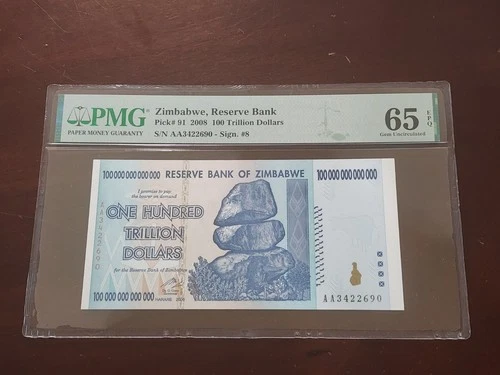 PMG Zimbabwe, Reserve Bank
PAPER MONEY GUARANTY
Pick# 91 2008 100 Trillion Dollars
S/N AA3422690 - Sign. #8
65 EPQ
Gem Uncirculated
100 000 000 000 000 RESERVE BANK OF ZIMBABWE 100 000 000 000 000
I promise to pay
the bearer on demand
ONE HUNDRED
TRILLION
DOLLARS
for the Reserve Bank of Zimbabwe
100 000 000 000 000
HARARE 2008
AA3422690
AA3422690